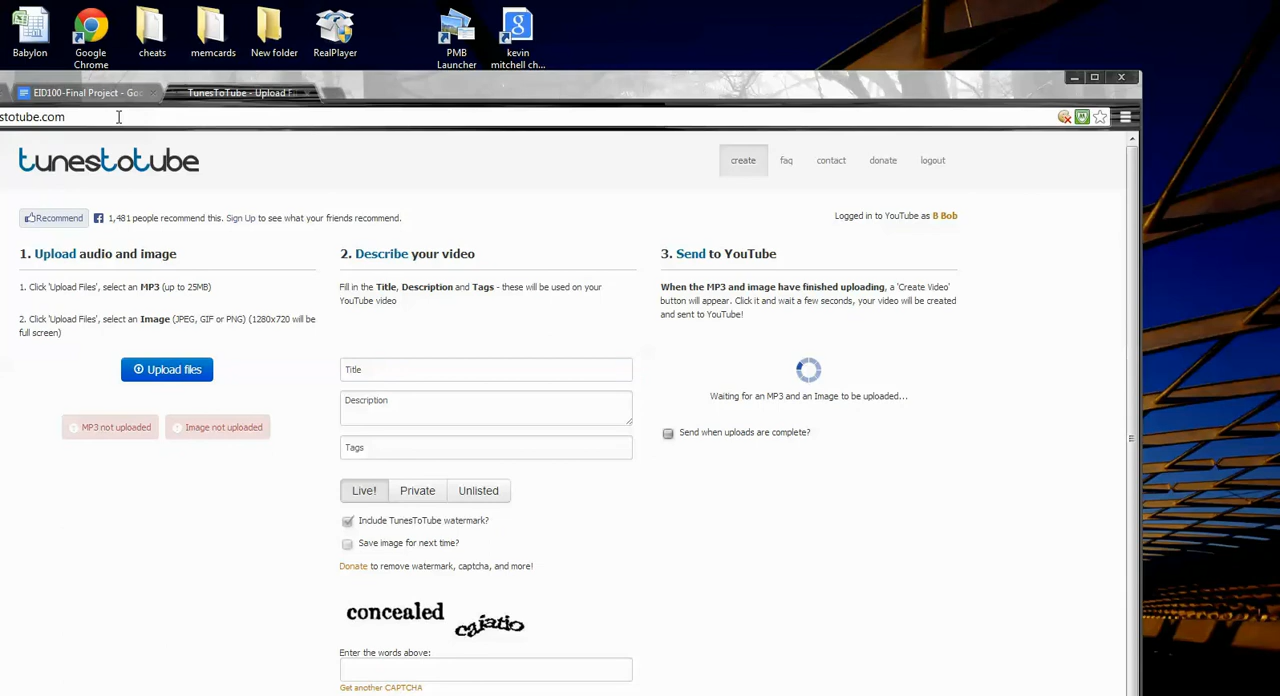 Babylon
Google
Chrome
cheats
memcards
New folder
RealPlayer
PMB
Launcher
kevin
mitchell ch...
EID100-Final Project - Goo
TunesToTube - Upload F
stotube.com
tunestotube
create
faq
contact
donate
logout
Recommend
1,481 people recommend this. Sign Up to see what your friends recommend.
Logged in to YouTube as B Bob
1. Upload audio and image
1. Click 'Upload Files', select an MP3 (up to 25MB)
2. Click 'Upload Files', select an Image (JPEG, GIF or PNG) (1280x720 will be
full screen)
Upload files
MP3 not uploaded
Image not uploaded
2. Describe your video
Fill in the Title, Description and Tags - these will be used on your
YouTube video
Title
Description
Tags
Live!
Private
Unlisted
Include TunesToTube watermark?
Save image for next time?
Donate to remove watermark, captcha, and more!
concealed
Enter the words above:
Get another CAPTCHA
3. Send to YouTube
When the MP3 and image have finished uploading, a 'Create Video'
button will appear. Click it and wait a few seconds, your video will be created
and sent to YouTube!
Waiting for an MP3 and an Image to be uploaded...
Send when uploads are complete?